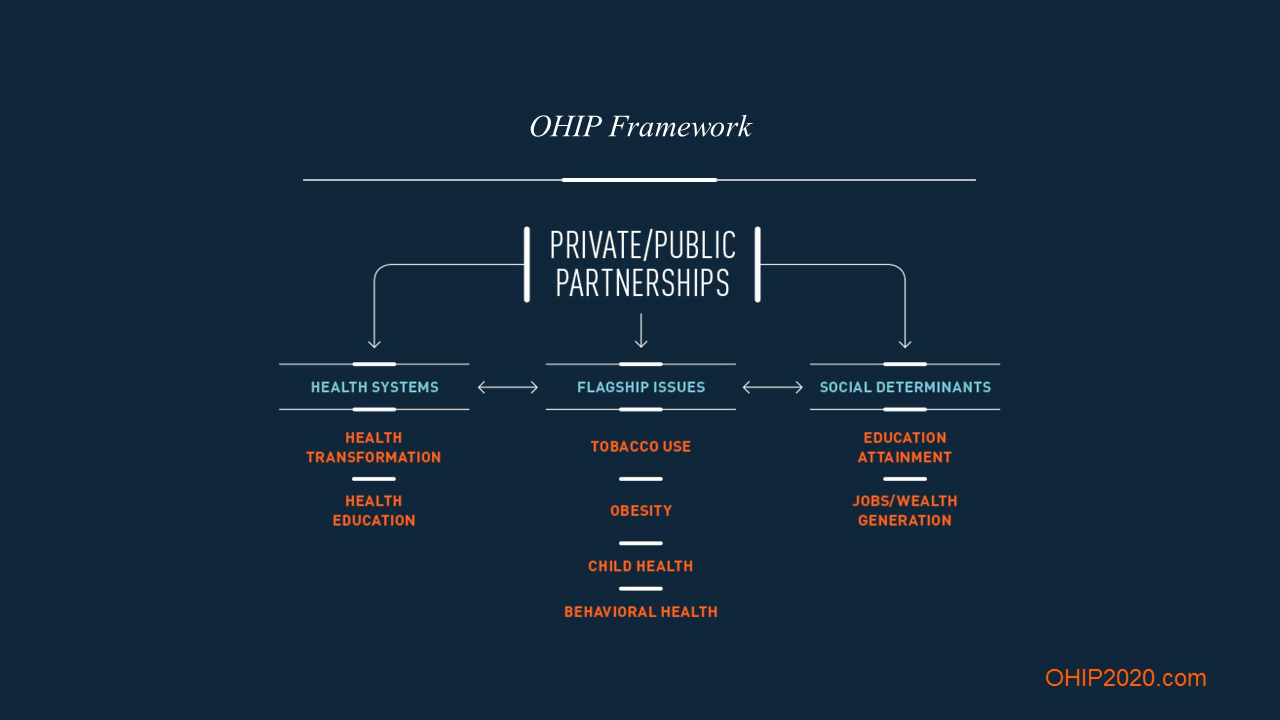 OHIP Framework
PRIVATE/PUBLIC
PARTNERSHIPS
HEALTH SYSTEMS
HEALTH
TRANSFORMATION
HEALTH
EDUCATION
FLAGSHIP ISSUES
TOBACCO USE
OBESITY
CHILD HEALTH
BEHAVIORAL HEALTH
SOCIAL DETERMINANTS
EDUCATION
ATTAINMENT
JOBS/WEALTH
GENERATION
OHIP2020.com